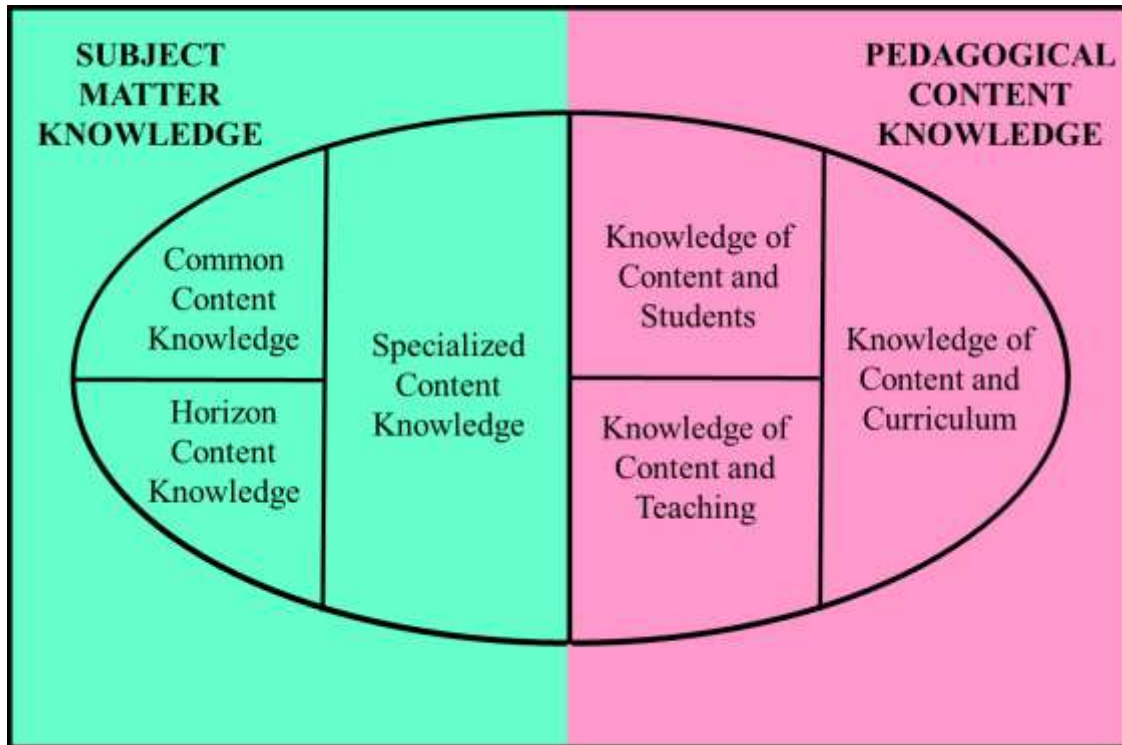 SUBJECT
MATTER
KNOWLEDGE
PEDAGOGICAL
CONTENT
KNOWLEDGE
Common
Content
Knowledge
Horizon
Content
Knowledge
Specialized
Content
Knowledge
Knowledge of
Content and
Students
Knowledge of
Content and
Teaching
Knowledge of
Content and
Curriculum